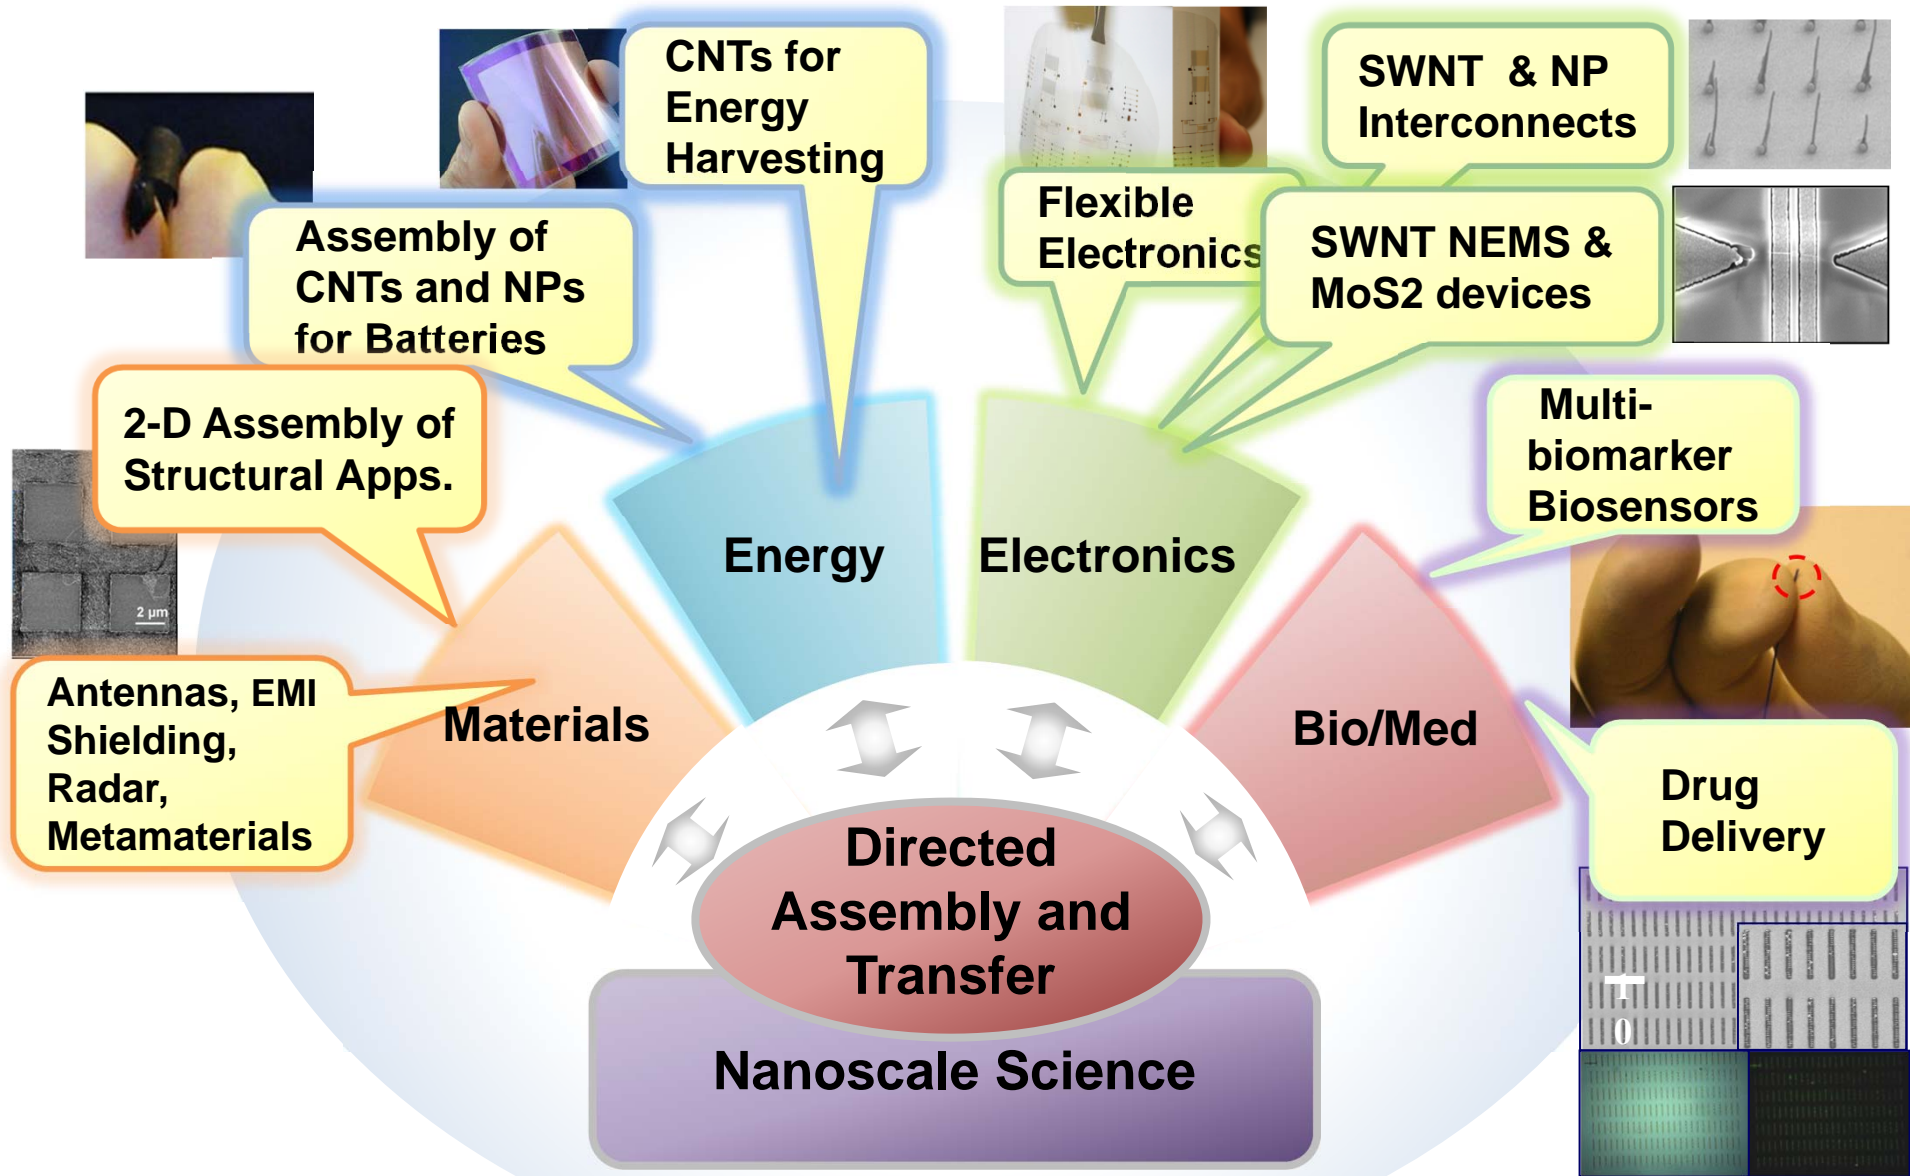 CNTs for
Energy
Harvesting
SWNT & NP
Interconnects
Flexible
Electronics
Assembly of
CNTs and NPs
for Batteries
SWNT NEMS &
MoS2 devices
2-D Assembly of
Structural Apps.
Multi-
biomarker
Biosensors
Energy
Electronics
2 µm
Antennas, EMI
Shielding,
Radar,
Metamaterials
Materials
Bio/Med
Drug
Delivery
Directed
Assembly and
Transfer
Nanoscale Science
1
0